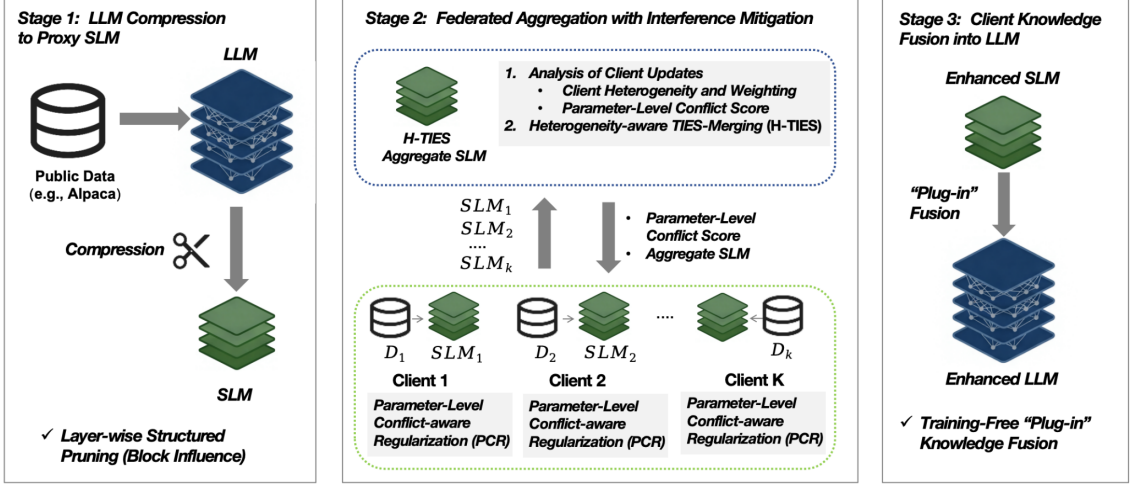 Stage 1: LLM Compression
to Proxy SLM
LLM
Public Data
(e.g., Alpaca)
Compression
SLM
✓ Layer-wise Structured
Pruning (Block Influence)
Stage 2: Federated Aggregation with Interference Mitigation
H-TIES
Aggregate SLM
1. Analysis of Client Updates
• Client Heterogeneity and Weighting
• Parameter-Level Conflict Score
2. Heterogeneity-aware TIES-Merging (H-TIES)
SLM₁
SLM₂
....
SLMₖ
• Parameter-Level
Conflict Score
• Aggregate SLM
D₁ SLM₁
D₂ SLM₂
....
Dₖ
Client 1
Client 2
Client K
Parameter-Level
Conflict-aware
Regularization (PCR)
Parameter-Level
Conflict-aware
Regularization (PCR)
Parameter-Level
Conflict-aware
Regularization (PCR)
Stage 3: Client Knowledge
Fusion into LLM
Enhanced SLM
“Plug-in”
Fusion
Enhanced LLM
✓ Training-Free “Plug-in”
Knowledge Fusion